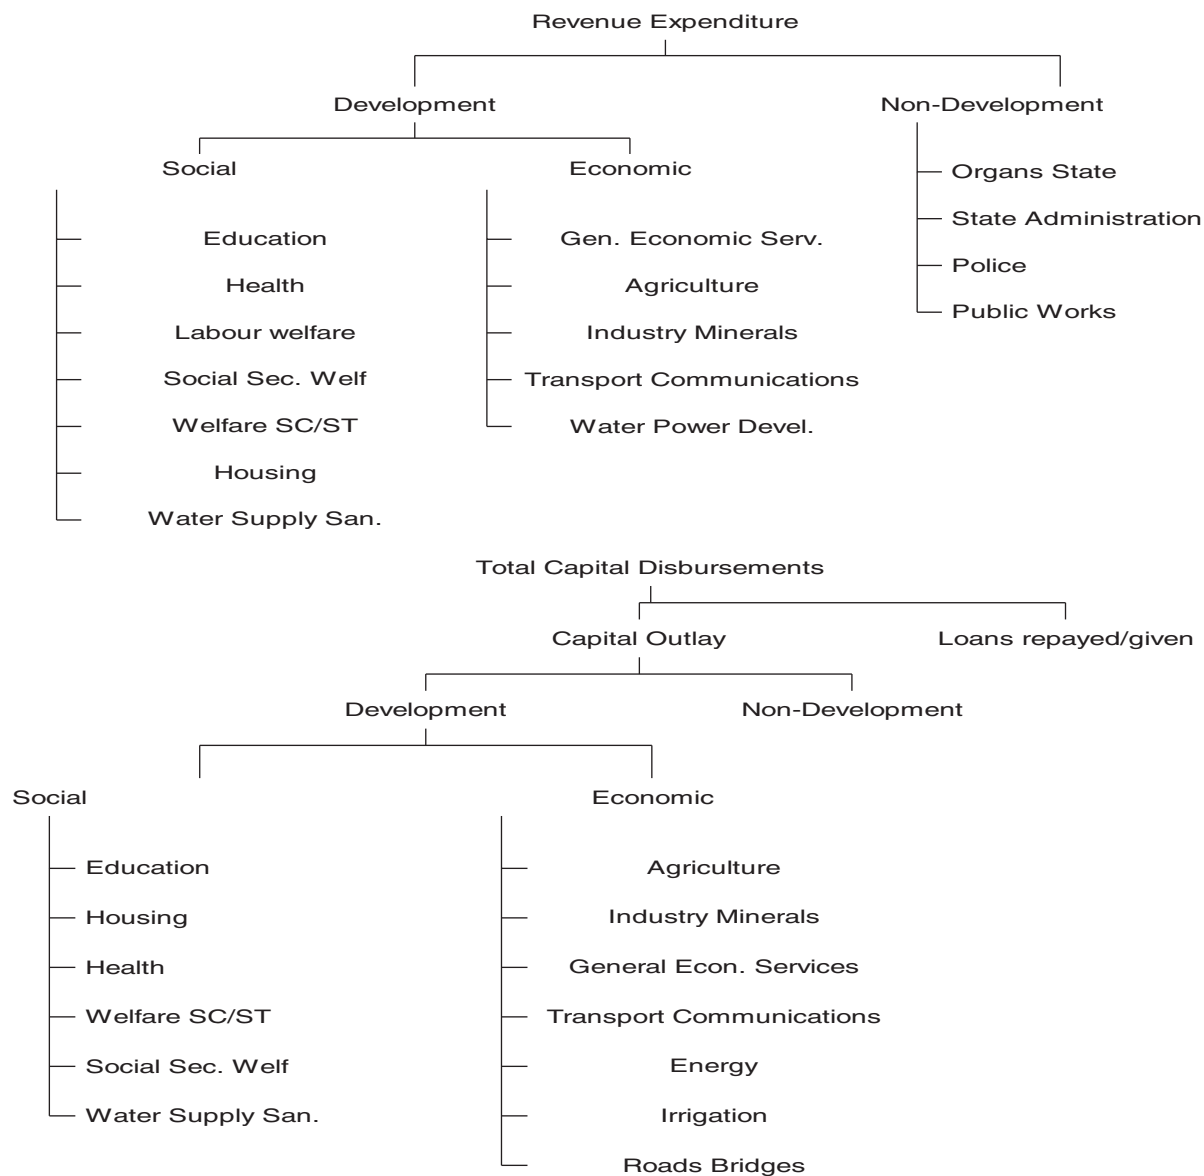 Revenue Expenditure
Development
Non-Development
Social
Economic
Organs State
State Administration
Police
Public Works
Education
Health
Labour welfare
Social Sec. Welf
Welfare SC/ST
Housing
Water Supply San.
Gen. Economic Serv.
Agriculture
Industry Minerals
Transport Communications
Water Power Devel.
Total Capital Disbursements
Capital Outlay
Loans repayed/given
Development
Non-Development
Social
Economic
Education
Housing
Health
Welfare SC/ST
Social Sec. Welf
Water Supply San.
Agriculture
Industry Minerals
General Econ. Services
Transport Communications
Energy
Irrigation
Roads Bridges